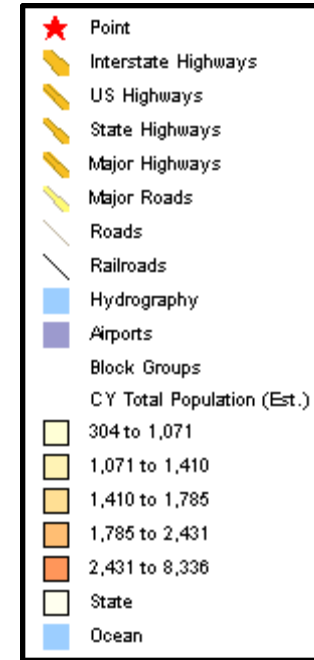 Point
Interstate Highways
US Highways
State Highways
Major Highways
Major Roads
Roads
Railroads
Hydrography
Airports
Block Groups
CY Total Population (Est.)
304 to 1,071
1,071 to 1,410
1,410 to 1,785
1,785 to 2,431
2,431 to 8,336
State
Ocean